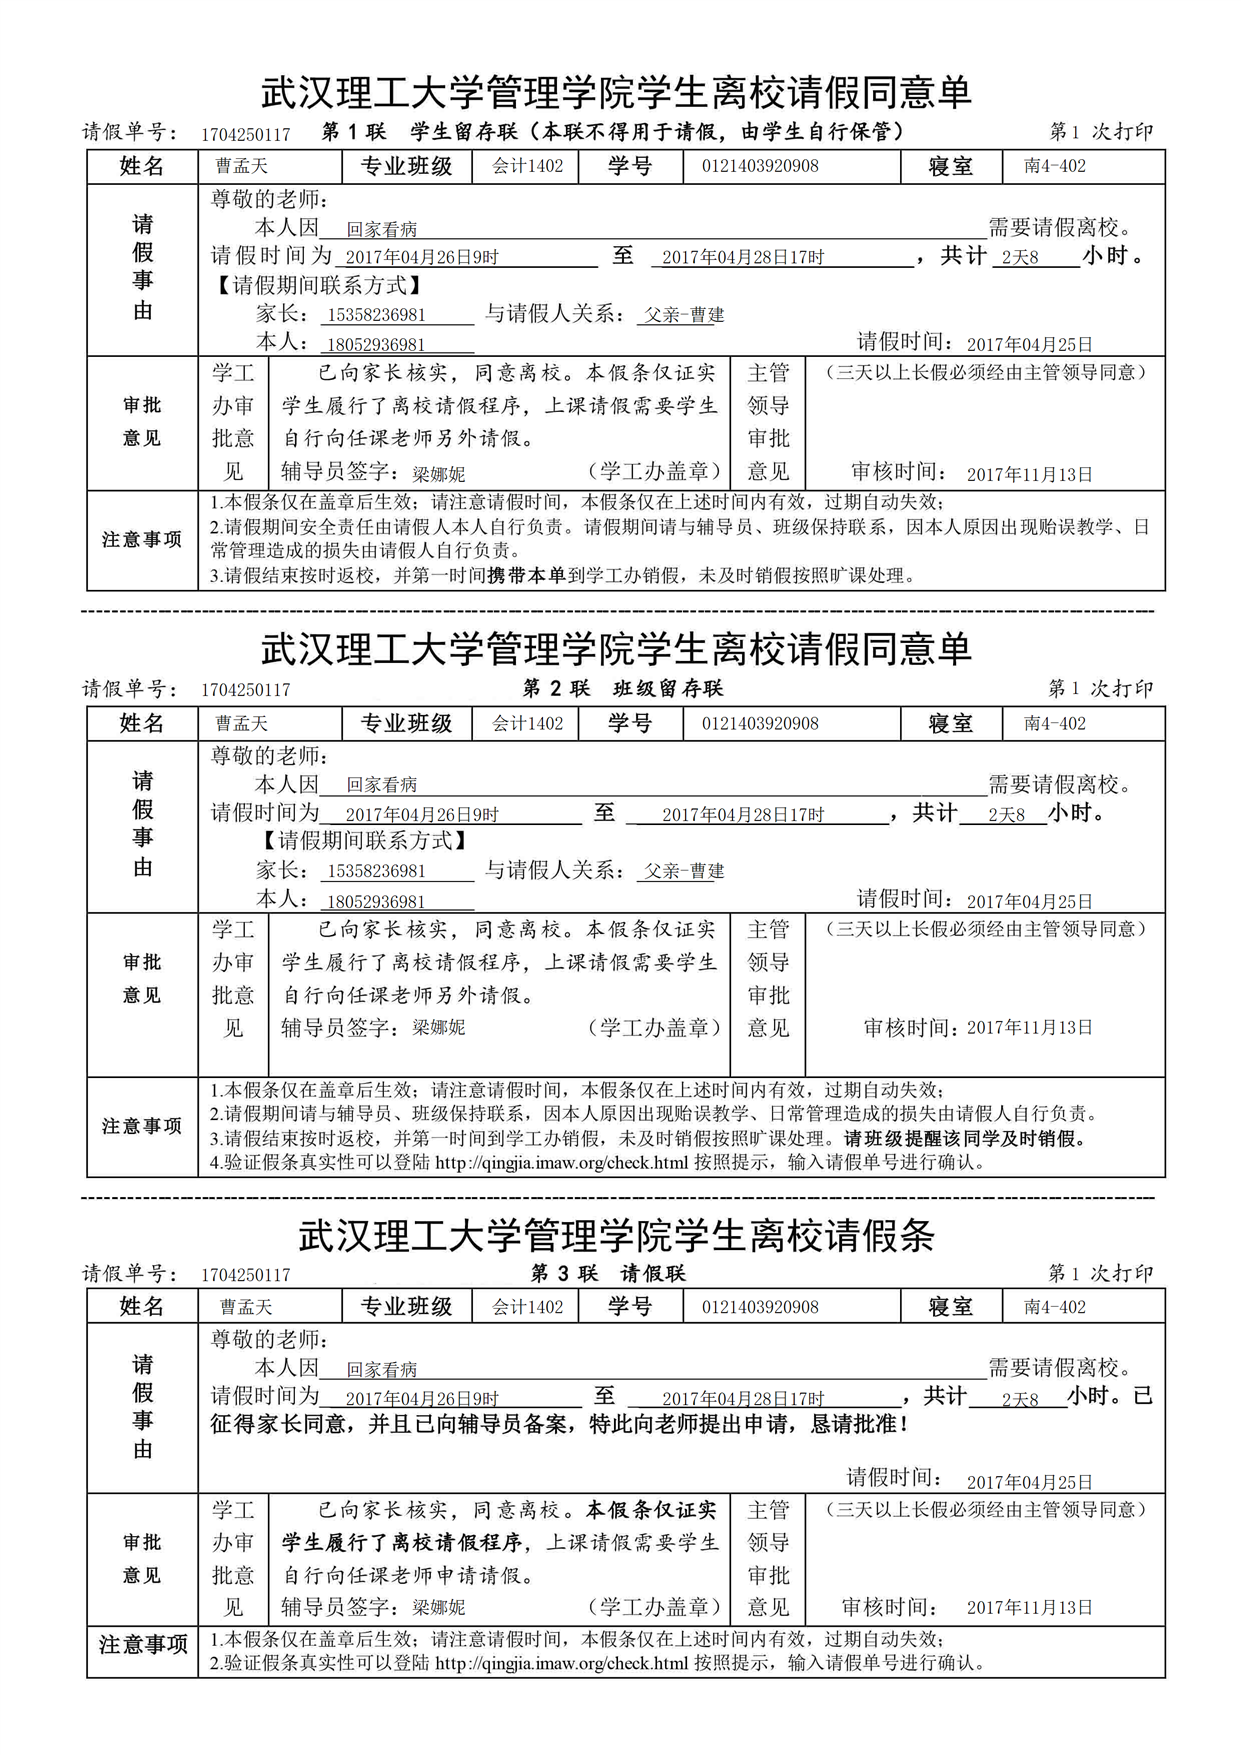 武汉理工大学管理学院学生离校请假同意单
请假单号: 1704250117 第 1 联 学生留存联(本联不得用于请假,由学生自行保管) 第1 次打印
姓名 曹孟天 专业班级 会计1402 学号 0121403920908 寝室 南4-402
请假事由
尊敬的老师:
本人因 回家看病 需要请假离校。
请假时间为 2017年04月26日9时 至 2017年04月28日17时 ,共计 2天8 小时。
【请假期间联系方式】
家长: 15358236981 与请假人关系: 父亲-曹建
本人: 18052936981 请假时间: 2017年04月25日
审批意见
学工办审批意见
已向家长核实,同意离校。本假条仅证实
学生履行了离校请假程序,上课请假需要学生
自行向任课老师另外请假。
辅导员签字: 梁娜妮 (学工办盖章)
主管领导审批意见
(三天以上长假必须经由主管领导同意)
审核时间: 2017年11月13日
注意事项
1.本假条仅在盖章后生效;请注意请假时间,本假条仅在上述时间内有效,过期自动失效;
2.请假期间安全责任由请假人本人自行负责。请假期间请与辅导员、班级保持联系,因本人原因出现贻误教学、日
常管理造成的损失由请假人自行负责。
3.请假结束按时返校,并第一时间携带本单到学工办销假,未及时销假按照旷课处理。
武汉理工大学管理学院学生离校请假同意单
请假单号: 1704250117 第 2 联 班级留存联 第1 次打印
姓名 曹孟天 专业班级 会计1402 学号 0121403920908 寝室 南4-402
请假事由
尊敬的老师:
本人因 回家看病 需要请假离校。
请假时间为 2017年04月26日9时 至 2017年04月28日17时 ,共计 2天8 小时。
【请假期间联系方式】
家长: 15358236981 与请假人关系: 父亲-曹建
本人: 18052936981 请假时间: 2017年04月25日
审批意见
学工办审批意见
已向家长核实,同意离校。本假条仅证实
学生履行了离校请假程序,上课请假需要学生
自行向任课老师另外请假。
辅导员签字: 梁娜妮 (学工办盖章)
主管领导审批意见
(三天以上长假必须经由主管领导同意)
审核时间: 2017年11月13日
注意事项
1.本假条仅在盖章后生效;请注意请假时间,本假条仅在上述时间内有效,过期自动失效;
2.请假期间请与辅导员、班级保持联系,因本人原因出现贻误教学、日常管理造成的损失由请假人自行负责。
3.请假结束按时返校,并第一时间到学工办销假,未及时销假按照旷课处理。请班级提醒该同学及时销假。
4.验证假条真实性可以登陆 http://qingjia.imaw.org/check.html 按照提示,输入请假单号进行确认。
武汉理工大学管理学院学生离校请假条
请假单号: 1704250117 第 3 联 请假联 第1 次打印
姓名 曹孟天 专业班级 会计1402 学号 0121403920908 寝室 南4-402
请假事由
尊敬的老师:
本人因 回家看病 需要请假离校。
请假时间为 2017年04月26日9时 至 2017年04月28日17时 ,共计 2天8 小时。已
征得家长同意,并且已向辅导员备案,特此向老师提出申请,恳请批准!
请假时间: 2017年04月25日
审批意见
学工办审批意见
已向家长核实,同意离校。本假条仅证实
学生履行了离校请假程序,上课请假需要学生
自行向任课老师申请请假。
辅导员签字: 梁娜妮 (学工办盖章)
主管领导审批意见
(三天以上长假必须经由主管领导同意)
审核时间: 2017年11月13日
注意事项
1.本假条仅在盖章后生效;请注意请假时间,本假条仅在上述时间内有效,过期自动失效;
2.验证假条真实性可以登陆 http://qingjia.imaw.org/check.html 按照提示,输入请假单号进行确认。